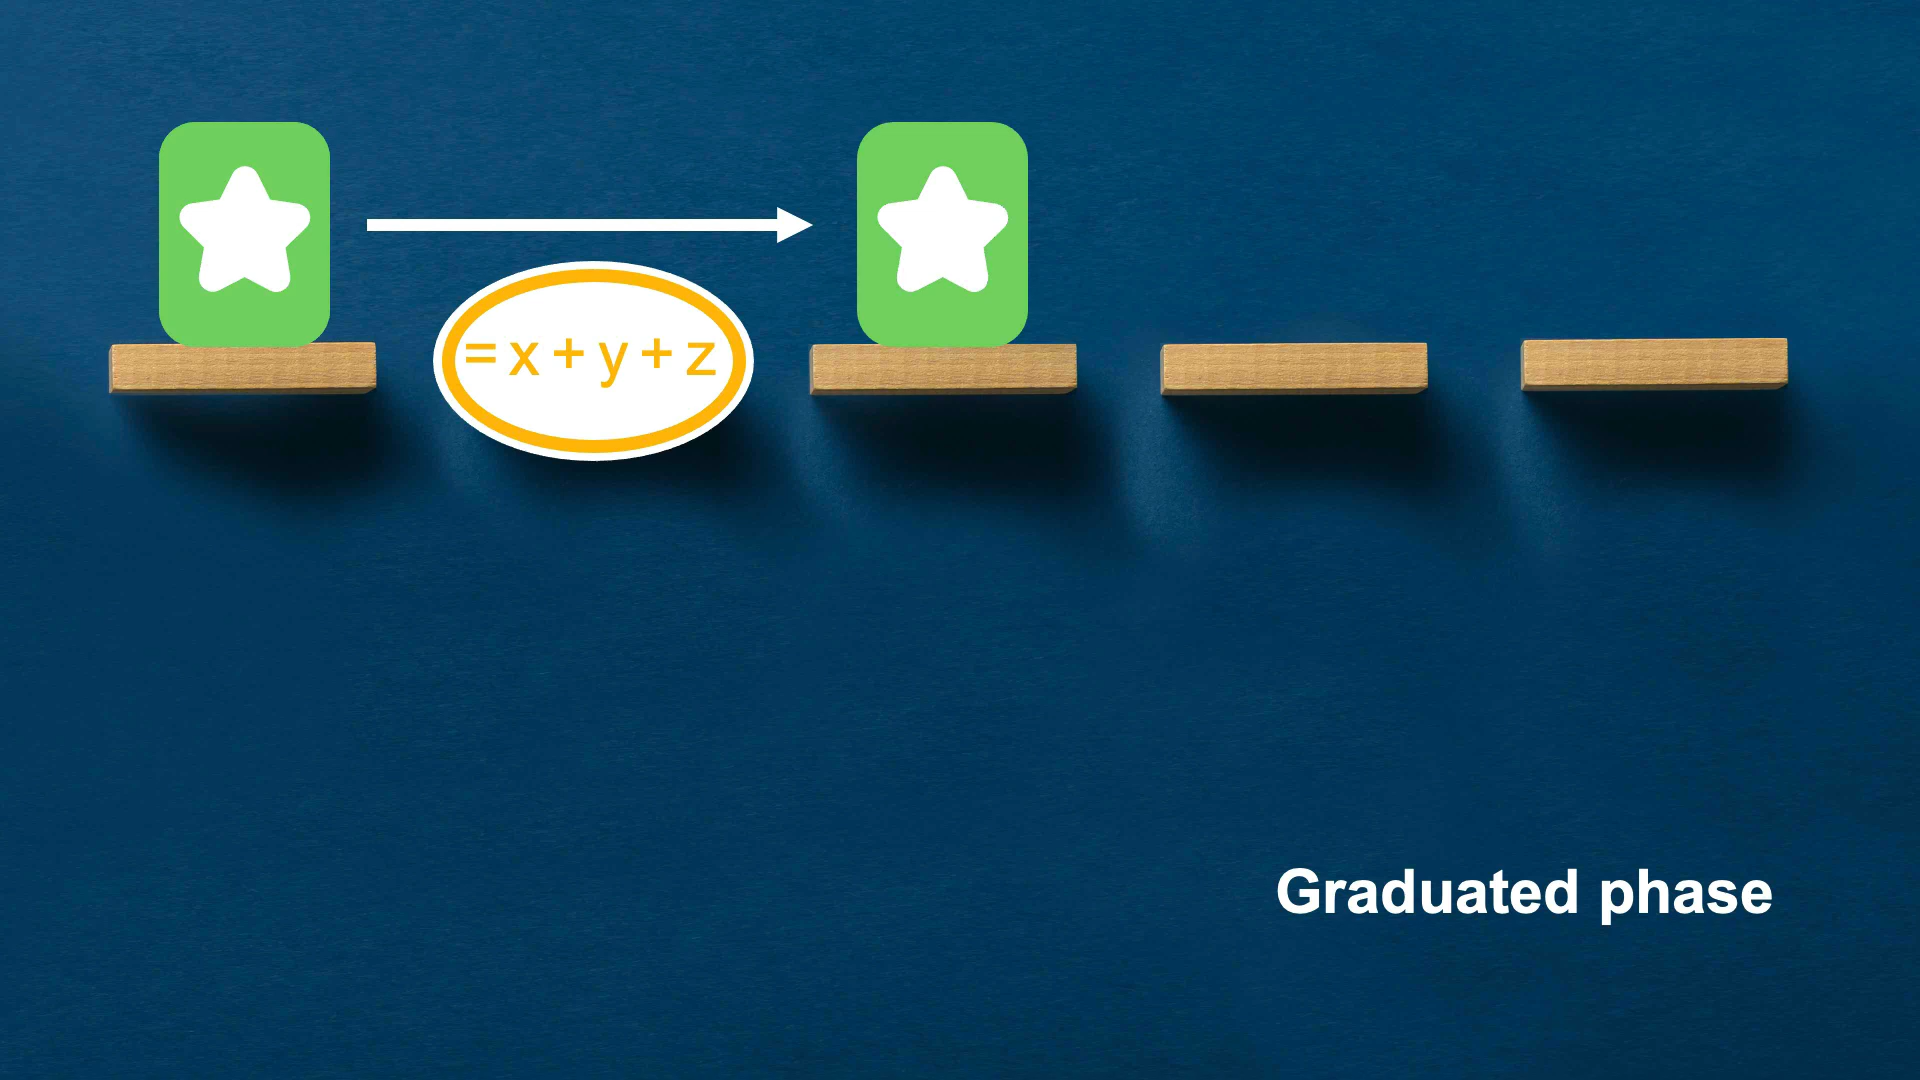 = x + y + z
Graduated phase